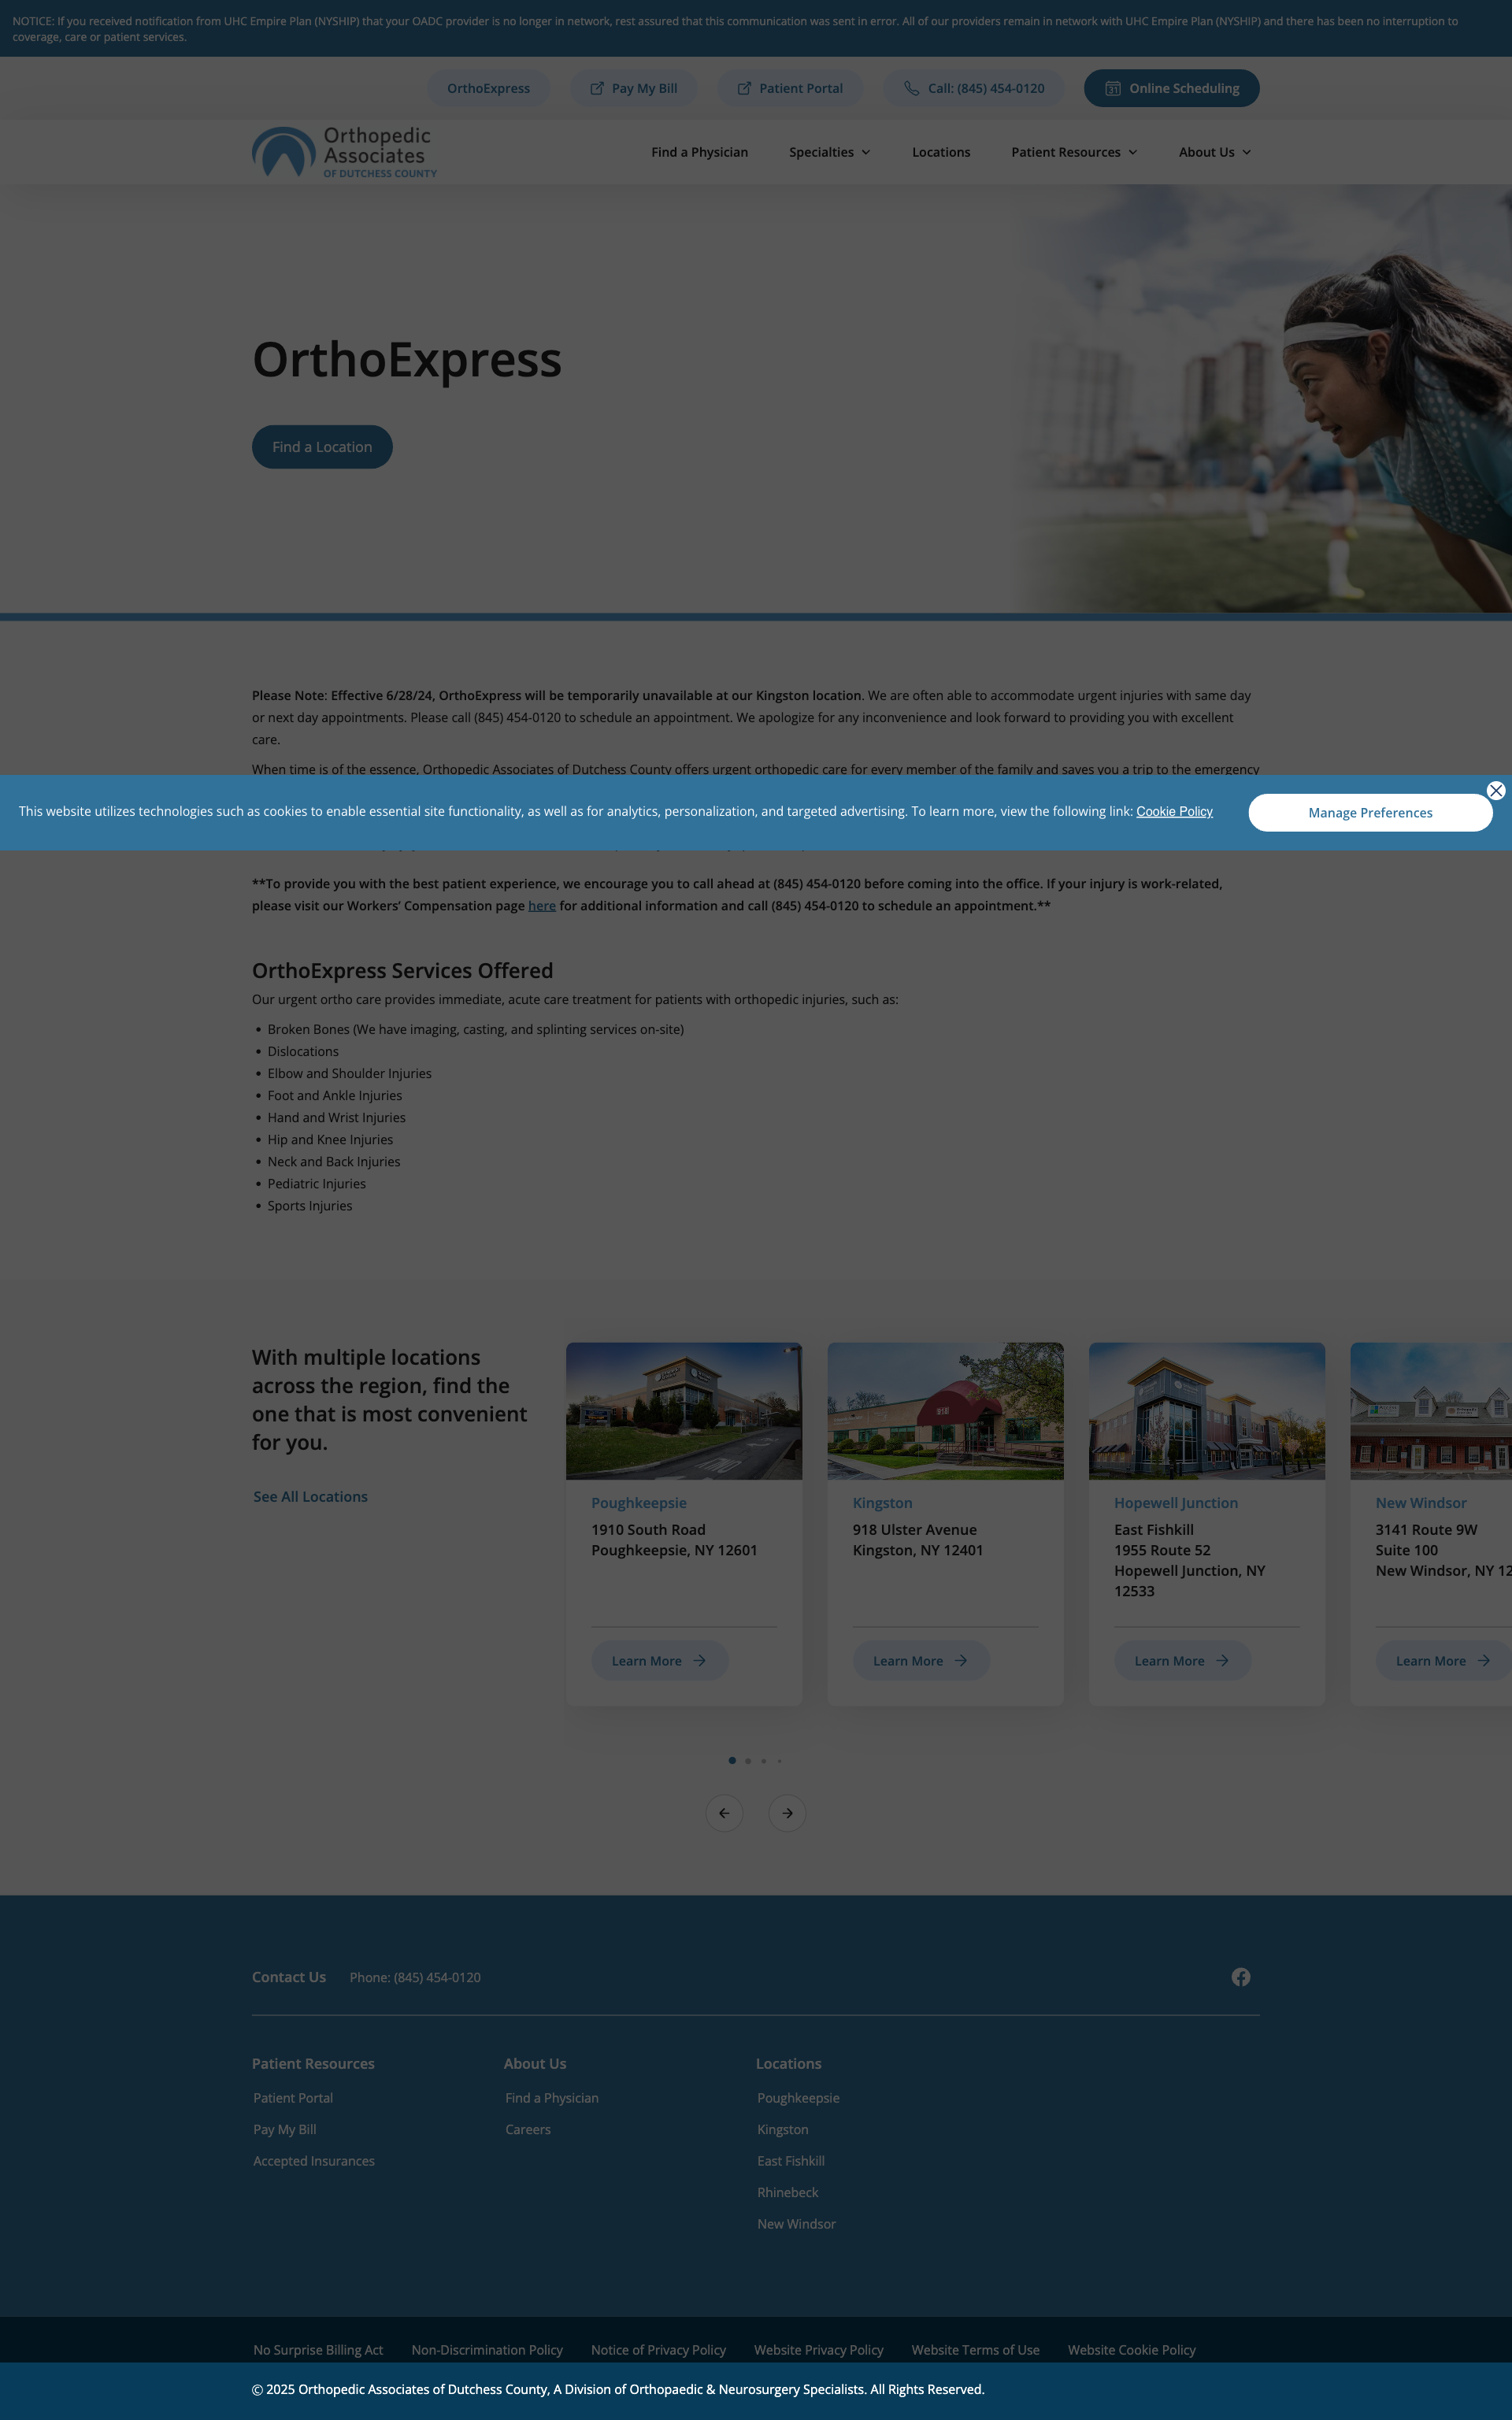 NOTICE: If you received notification from UHC Empire Plan (NYSHIP) that your OADC provider is no longer in network, rest assured that this communication was sent in error. All of our providers remain in network with UHC Empire Plan (NYSHIP) and there has been no interruption to
coverage, care or patient services.
OrthoExpress
Pay My Bill
Patient Portal
Call: (845) 454-0120
31
Online Scheduling
Orthopedic
Associates
OF DUTCHESS COUNTY
Find a Physician
Specialties
Locations
Patient Resources
About Us
OrthoExpress
Find a Location
Please Note: Effective 6/28/24, OrthoExpress will be temporarily unavailable at our Kingston location. We are often able to accommodate urgent injuries with same day
or next day appointments. Please call (845) 454-0120 to schedule an appointment. We apologize for any inconvenience and look forward to providing you with excellent
care.
When time is of the essence, Orthopedic Associates of Dutchess County offers urgent orthopedic care for every member of the family and saves you a trip to the emergency
This website utilizes technologies such as cookies to enable essential site functionality, as well as for analytics, personalization, and targeted advertising. To learn more, view the following link: Cookie Policy
Manage Preferences
**To provide you with the best patient experience, we encourage you to call ahead at (845) 454-0120 before coming into the office. If your injury is work-related,
please visit our Workers’ Compensation page here for additional information and call (845) 454-0120 to schedule an appointment.**
OrthoExpress Services Offered
Our urgent ortho care provides immediate, acute care treatment for patients with orthopedic injuries, such as:
• Broken Bones (We have imaging, casting, and splinting services on-site)
• Dislocations
• Elbow and Shoulder Injuries
• Foot and Ankle Injuries
• Hand and Wrist Injuries
• Hip and Knee Injuries
• Neck and Back Injuries
• Pediatric Injuries
• Sports Injuries
With multiple locations
across the region, find the
one that is most convenient
for you.
See All Locations
Poughkeepsie
1910 South Road
Poughkeepsie, NY 12601
Learn More
Kingston
918 Ulster Avenue
Kingston, NY 12401
Learn More
Hopewell Junction
East Fishkill
1955 Route 52
Hopewell Junction, NY
12533
Learn More
New Windsor
3141 Route 9W
Suite 100
New Windsor, NY 12
Learn More
Contact Us
Phone: (845) 454-0120
Patient Resources
Patient Portal
Pay My Bill
Accepted Insurances
About Us
Find a Physician
Careers
Locations
Poughkeepsie
Kingston
East Fishkill
Rhinebeck
New Windsor
No Surprise Billing Act
Non-Discrimination Policy
Notice of Privacy Policy
Website Privacy Policy
Website Terms of Use
Website Cookie Policy
© 2025 Orthopedic Associates of Dutchess County, A Division of Orthopaedic & Neurosurgery Specialists. All Rights Reserved.